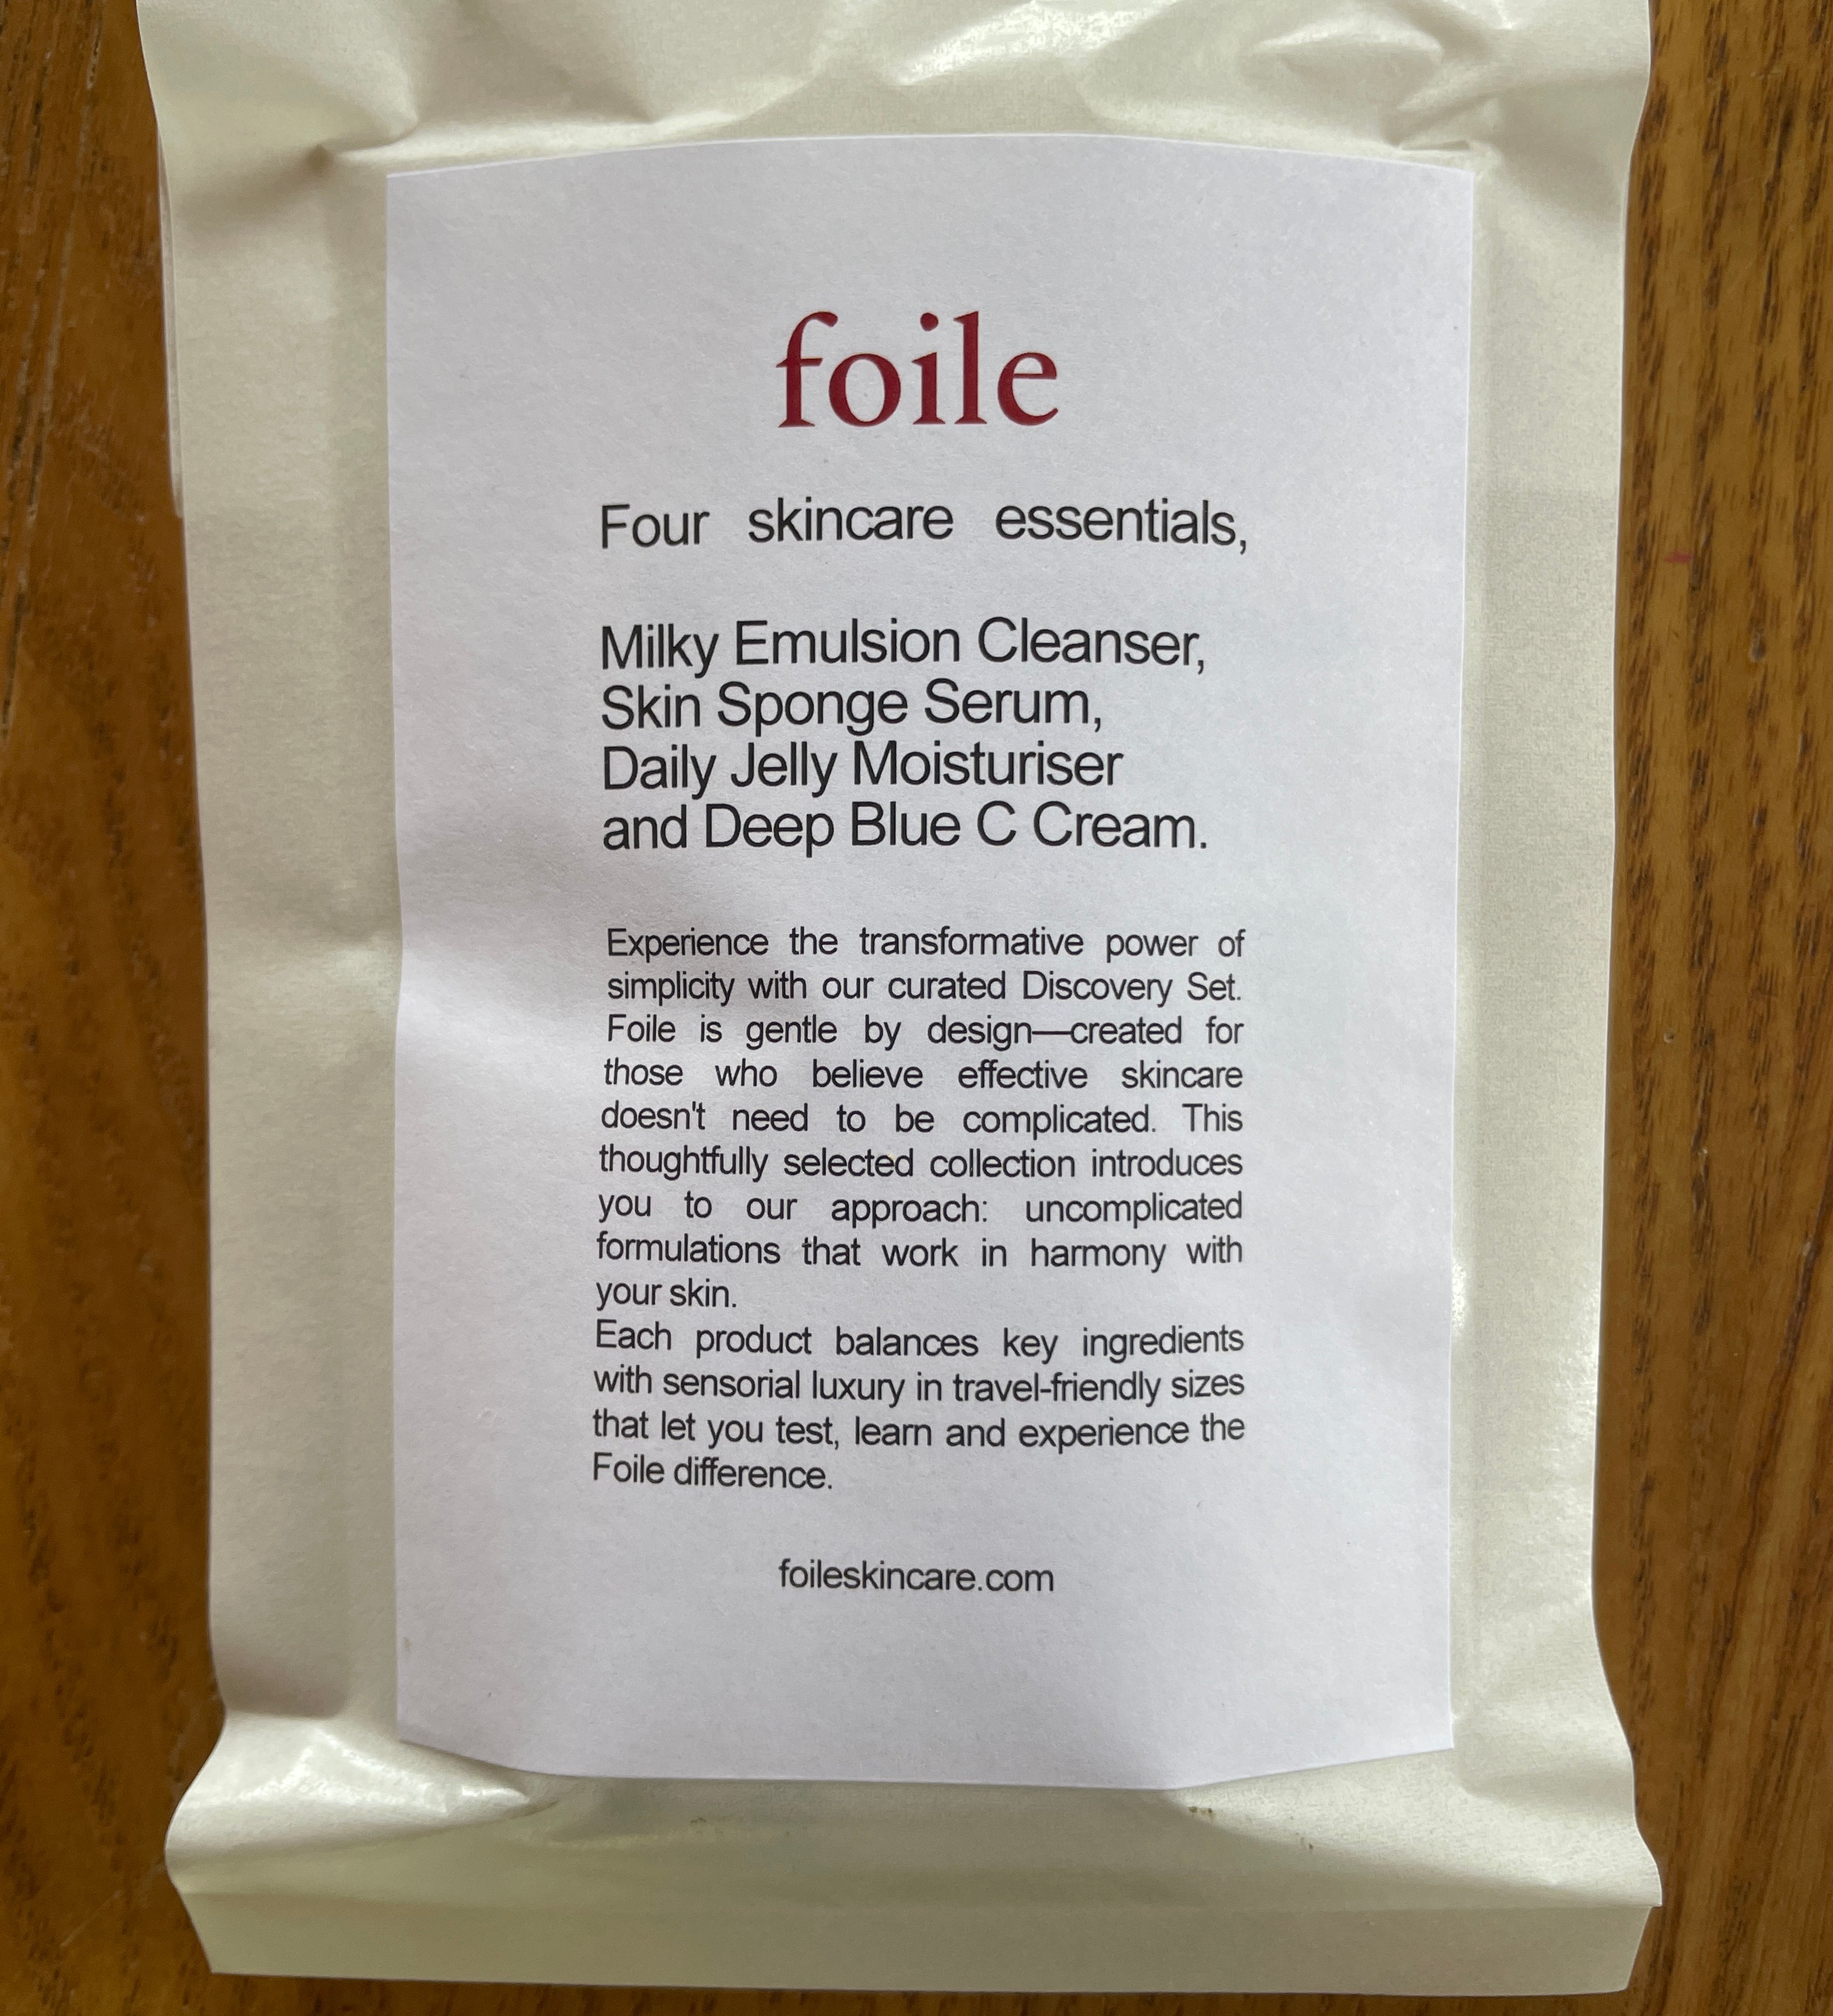 foile
Four skincare essentials,
Milky Emulsion Cleanser,
Skin Sponge Serum,
Daily Jelly Moisturiser
and Deep Blue C Cream.
Experience the transformative power of
simplicity with our curated Discovery Set.
Foile is gentle by design—created for
those who believe effective skincare
doesn't need to be complicated. This
thoughtfully selected collection introduces
you to our approach: uncomplicated
formulations that work in harmony with
your skin.
Each product balances key ingredients
with sensorial luxury in travel-friendly sizes
that let you test, learn and experience the
Foile difference.
foileskincare.com